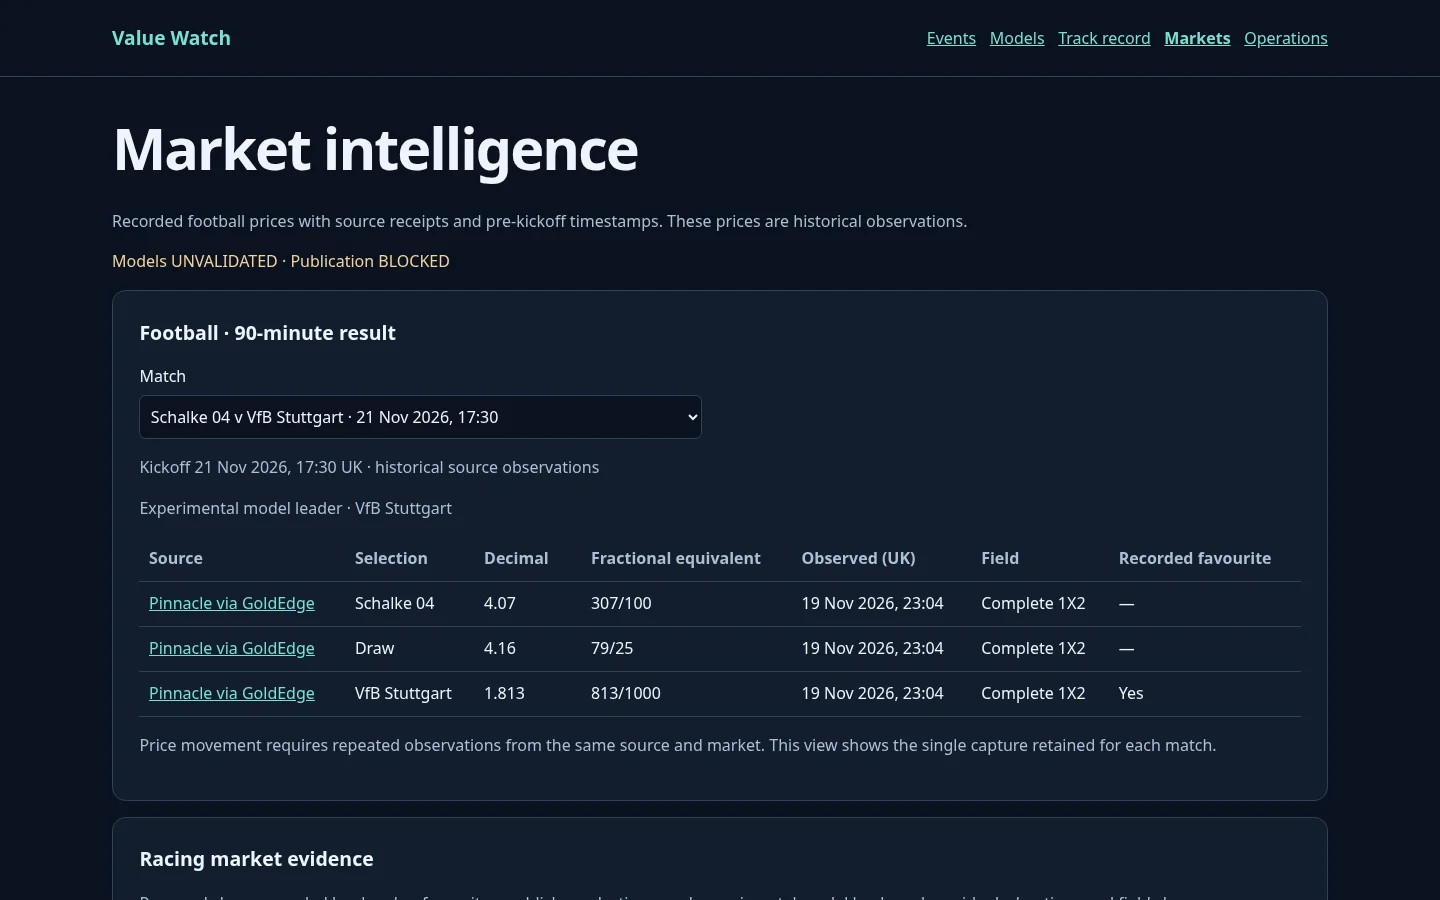 Value Watch
Events Models Track record Markets Operations
Market intelligence
Recorded football prices with source receipts and pre-kickoff timestamps. These prices are historical observations.
Models UNVALIDATED · Publication BLOCKED
Football · 90-minute result
Match
Schalke 04 v VfB Stuttgart · 21 Nov 2026, 17:30
Kickoff 21 Nov 2026, 17:30 UK · historical source observations
Experimental model leader · VfB Stuttgart
Source Selection Decimal Fractional equivalent Observed (UK) Field Recorded favourite
Pinnacle via GoldEdge Schalke 04 4.07 307/100 19 Nov 2026, 23:04 Complete 1X2 —
Pinnacle via GoldEdge Draw 4.16 79/25 19 Nov 2026, 23:04 Complete 1X2 —
Pinnacle via GoldEdge VfB Stuttgart 1.813 813/1000 19 Nov 2026, 23:04 Complete 1X2 Yes
Price movement requires repeated observations from the same source and market. This view shows the single capture retained for each match.
Racing market evidence